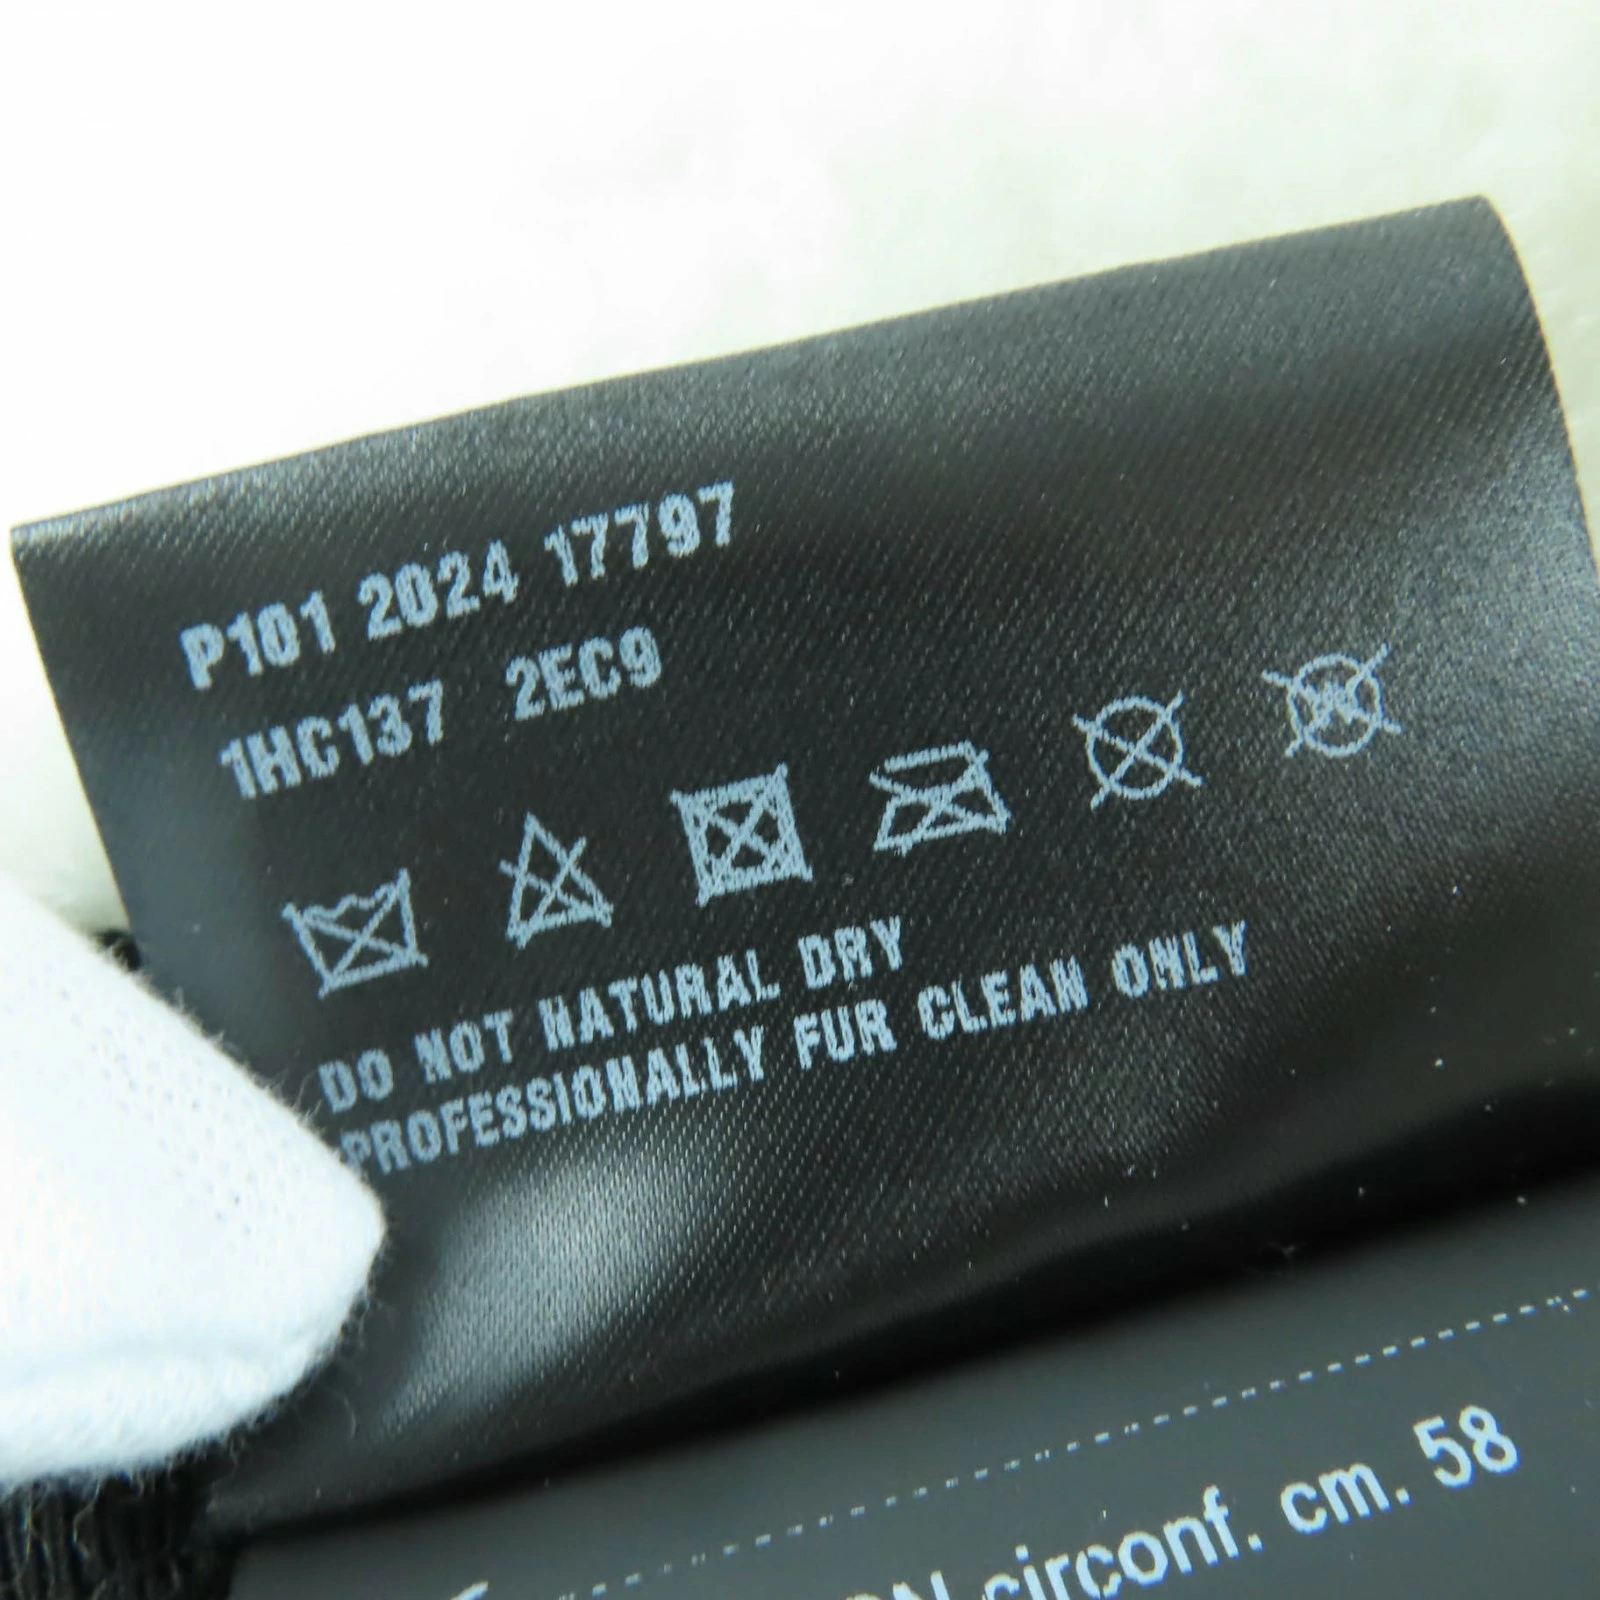 P101 2024 17797
1HC137 2EC9
DO NOT NATURAL DRY
PROFESSIONALLY FUR CLEAN ONLY
circonf. cm. 58